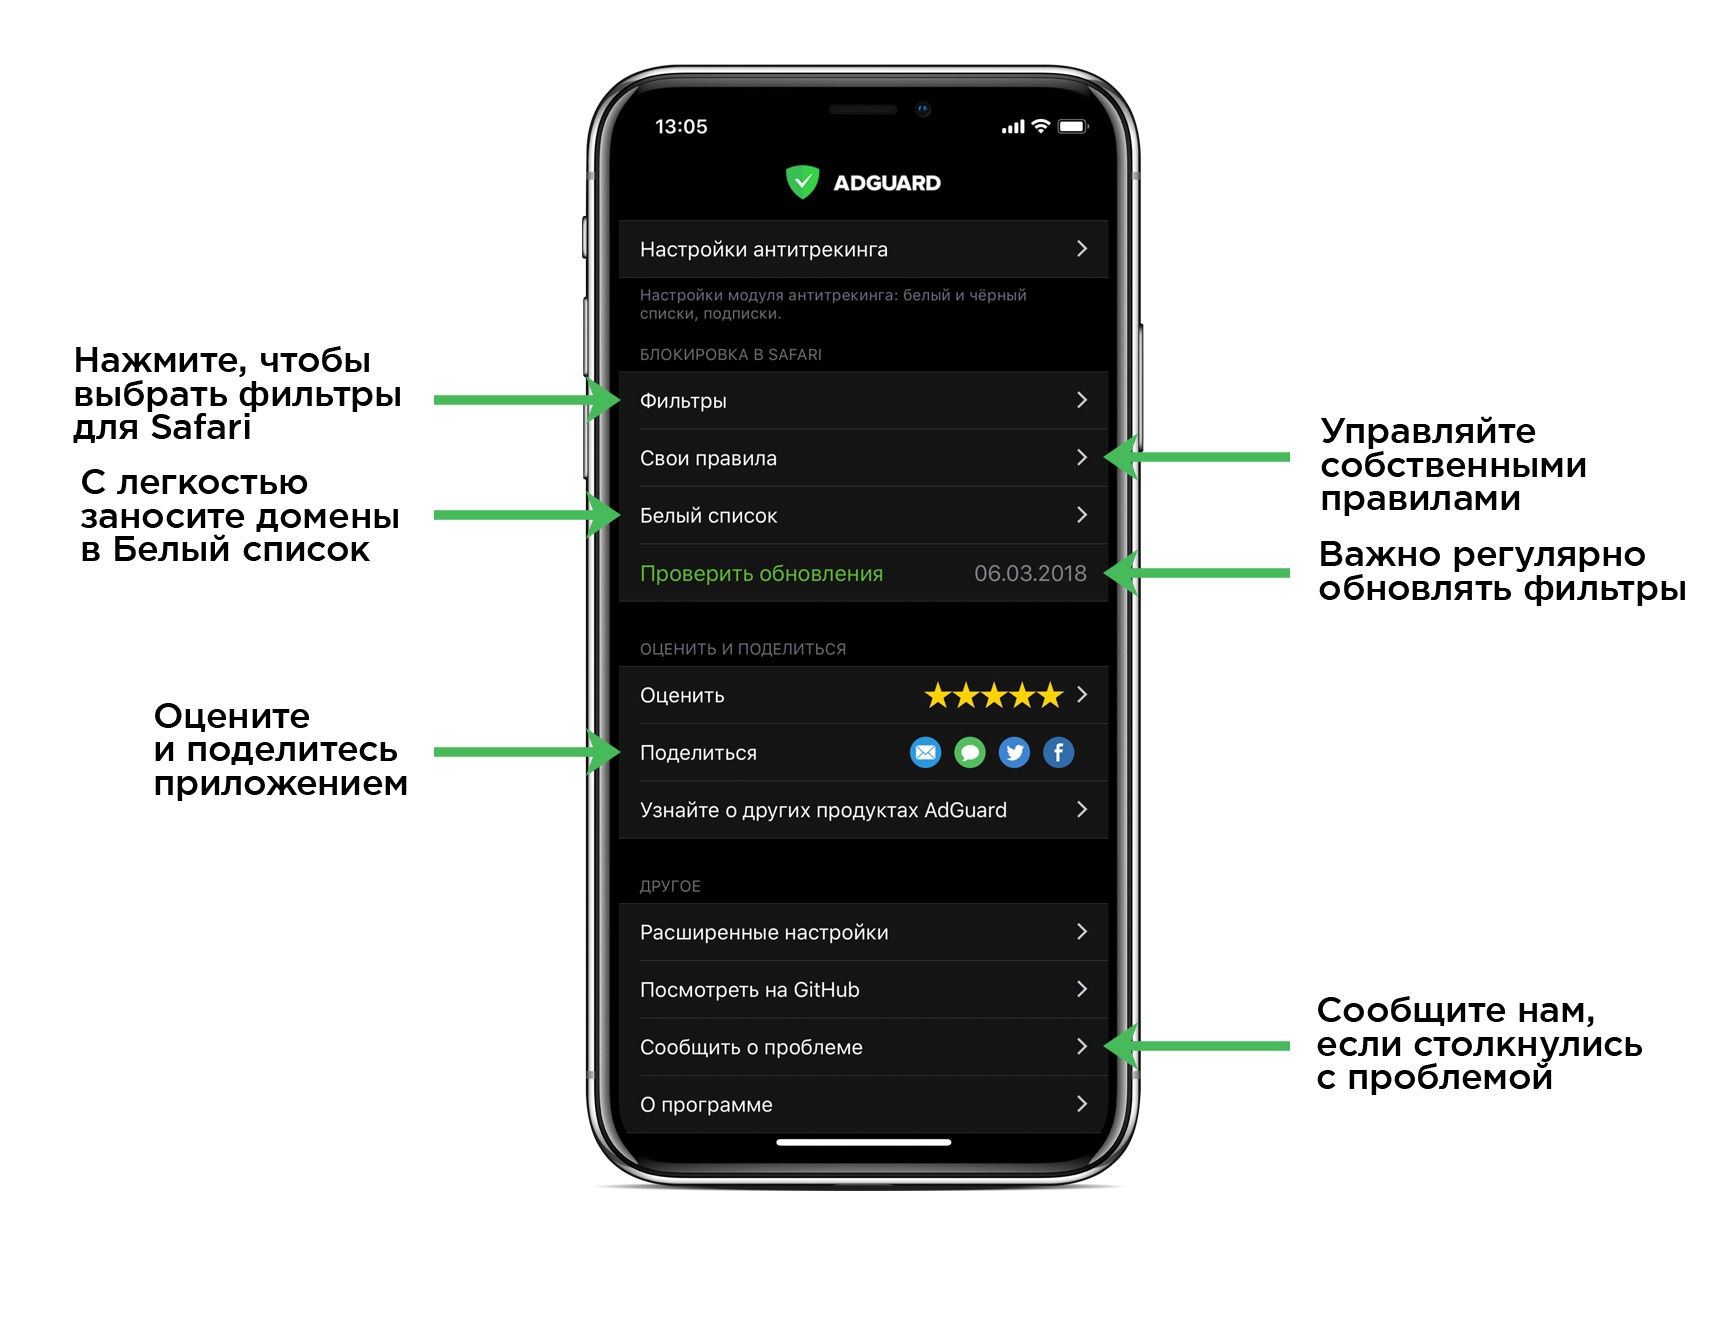 13:05
ADGUARD
Настройки антитрекинга
Настройки модуля антитрекинга: белый и чёрный
списки, подписки.
БЛОКИРОВКА В SAFARI
Нажмите, чтобы
выбрать фильтры
для Safari
Фильтры
Управляйте
собственными
правилами
Свои правила
С легкостью
заносите домены
в Белый список
Белый список
Важно регулярно
обновлять фильтры
Проверить обновления 06.03.2018
ОЦЕНИТЬ И ПОДЕЛИТЬСЯ
Оценить
Оцените
и поделитесь
приложением
Поделиться
Узнайте о других продуктах AdGuard
ДРУГОЕ
Расширенные настройки
Посмотреть на GitHub
Сообщите нам,
если столкнулись
с проблемой
Сообщить о проблеме
О программе